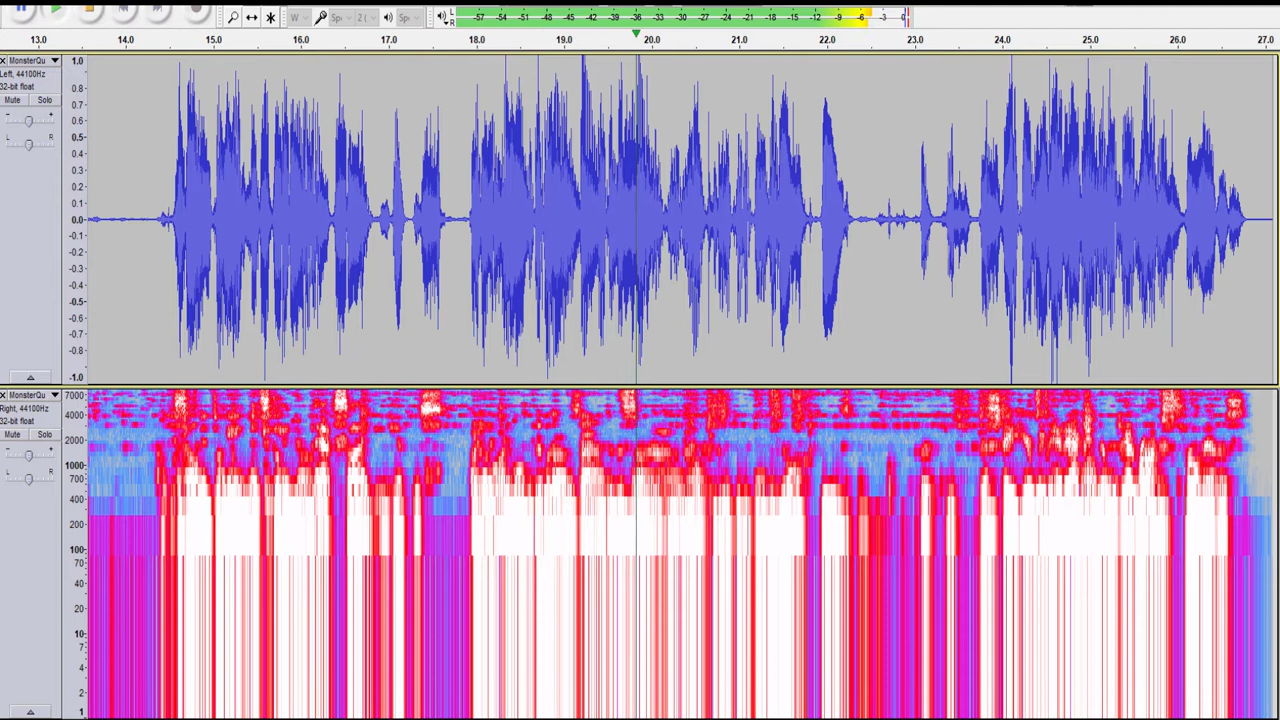 W Sp 2( Sp L R -57 -54 -51 -48 -45 -42 -39 -36 -33 -30 -27 -24 -21 -18 -15 -12 -9 -6 -3 0
13.0 14.0 15.0 16.0 17.0 18.0 19.0 20.0 21.0 22.0 23.0 24.0 25.0 26.0 27.0
MonsterQu 1.0
Left, 44100Hz
32-bit float 0.8
Mute Solo 0.7
- + 0.6
L R 0.5
0.4
0.3
0.2
0.1
0.0
-0.1
-0.2
-0.3
-0.4
-0.5
-0.6
-0.7
-0.8
-1.0
MonsterQu 7000
Right, 44100Hz 4000
32-bit float
Mute Solo 2000
- +
L R 1000
700
400
200
100
70
40
20
10
7
4
2
1